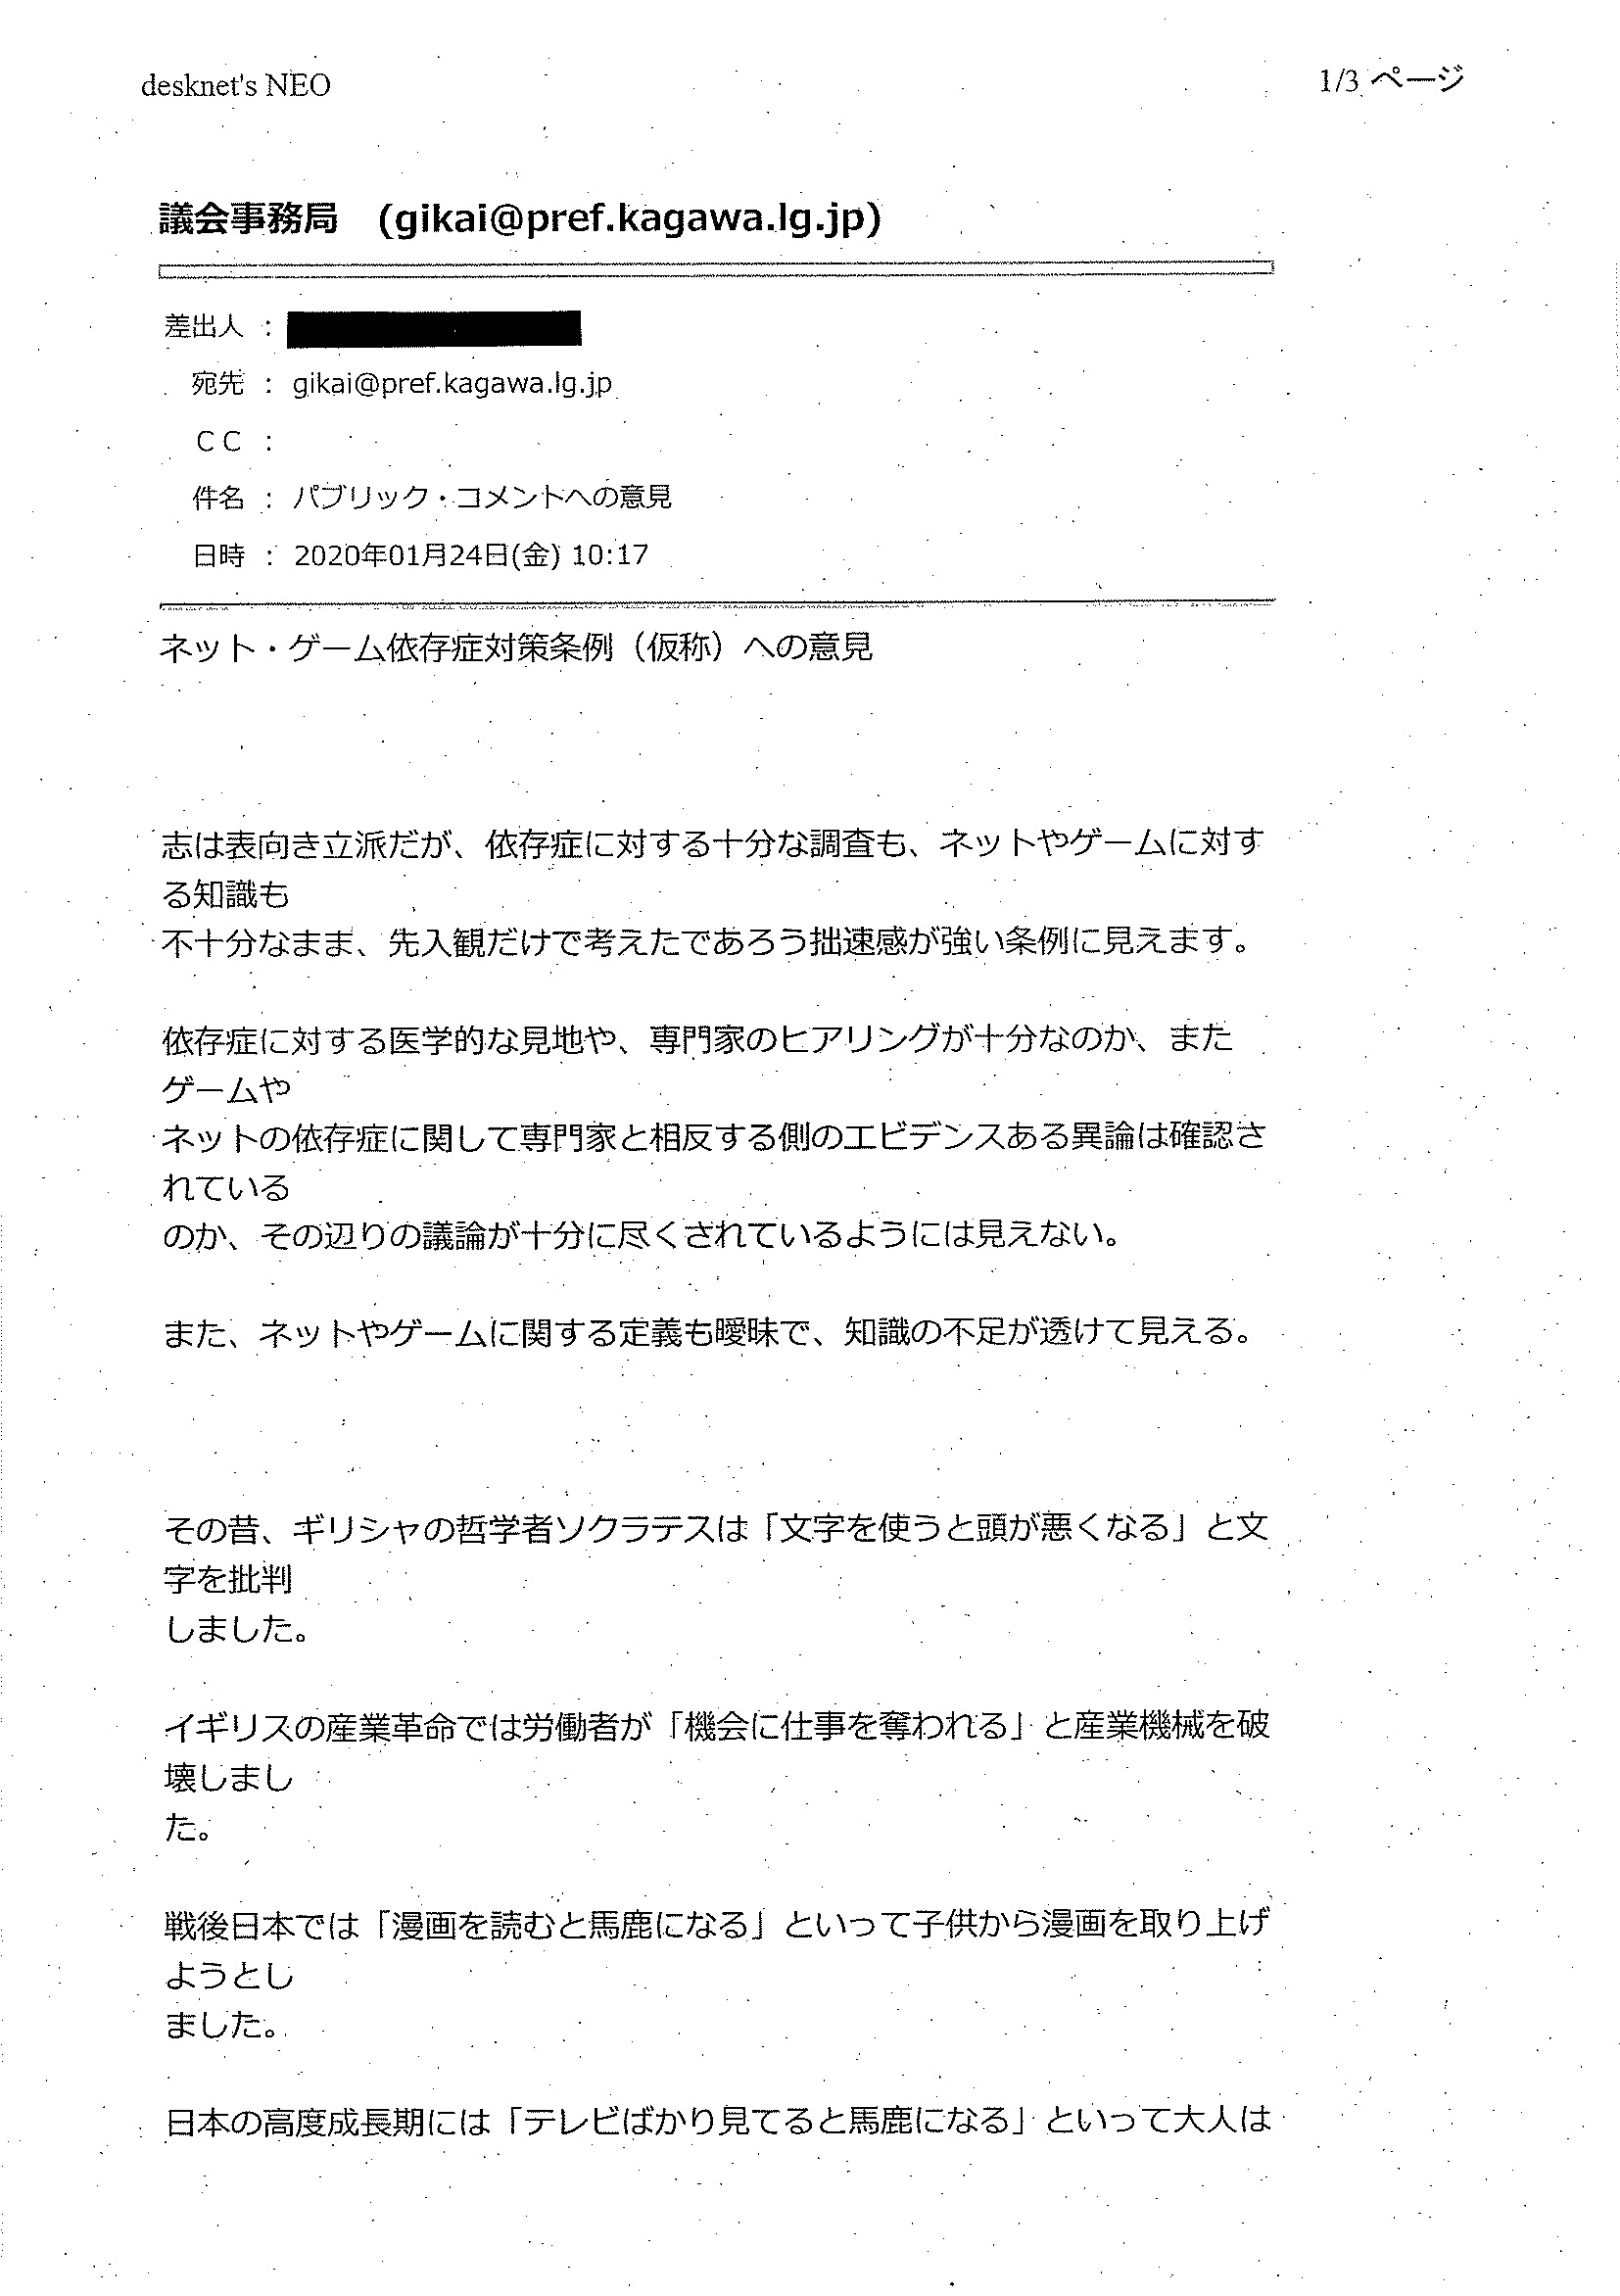 desknet's NEO
1/3 ページ
議会事務局　(gikai@pref.kagawa.lg.jp)
差出人 :
宛先 : gikai@pref.kagawa.lg.jp
ＣＣ :
件名 : パブリック・コメントへの意見
日時 : 2020年01月24日(金) 10:17
ネット・ゲーム依存症対策条例（仮称）への意見
志は表向き立派だが、依存症に対する十分な調査も、ネットやゲームに対す
る知識も
不十分なまま、先入観だけで考えたであろう拙速感が強い条例に見えます。
依存症に対する医学的な見地や、専門家のヒアリングが十分なのか、また
ゲームや
ネットの依存症に関して専門家と相反する側のエビデンスある異論は確認さ
れている
のか、その辺りの議論が十分に尽くされているようには見えない。
また、ネットやゲームに関する定義も曖昧で、知識の不足が透けて見える。
その昔、ギリシャの哲学者ソクラテスは「文字を使うと頭が悪くなる」と文
字を批判
しました。
イギリスの産業革命では労働者が「機会に仕事を奪われる」と産業機械を破
壊しまし
た。
戦後日本では「漫画を読むと馬鹿になる」といって子供から漫画を取り上げ
ようとし
ました。
日本の高度成長期には「テレビばかり見てると馬鹿になる」といって大人は